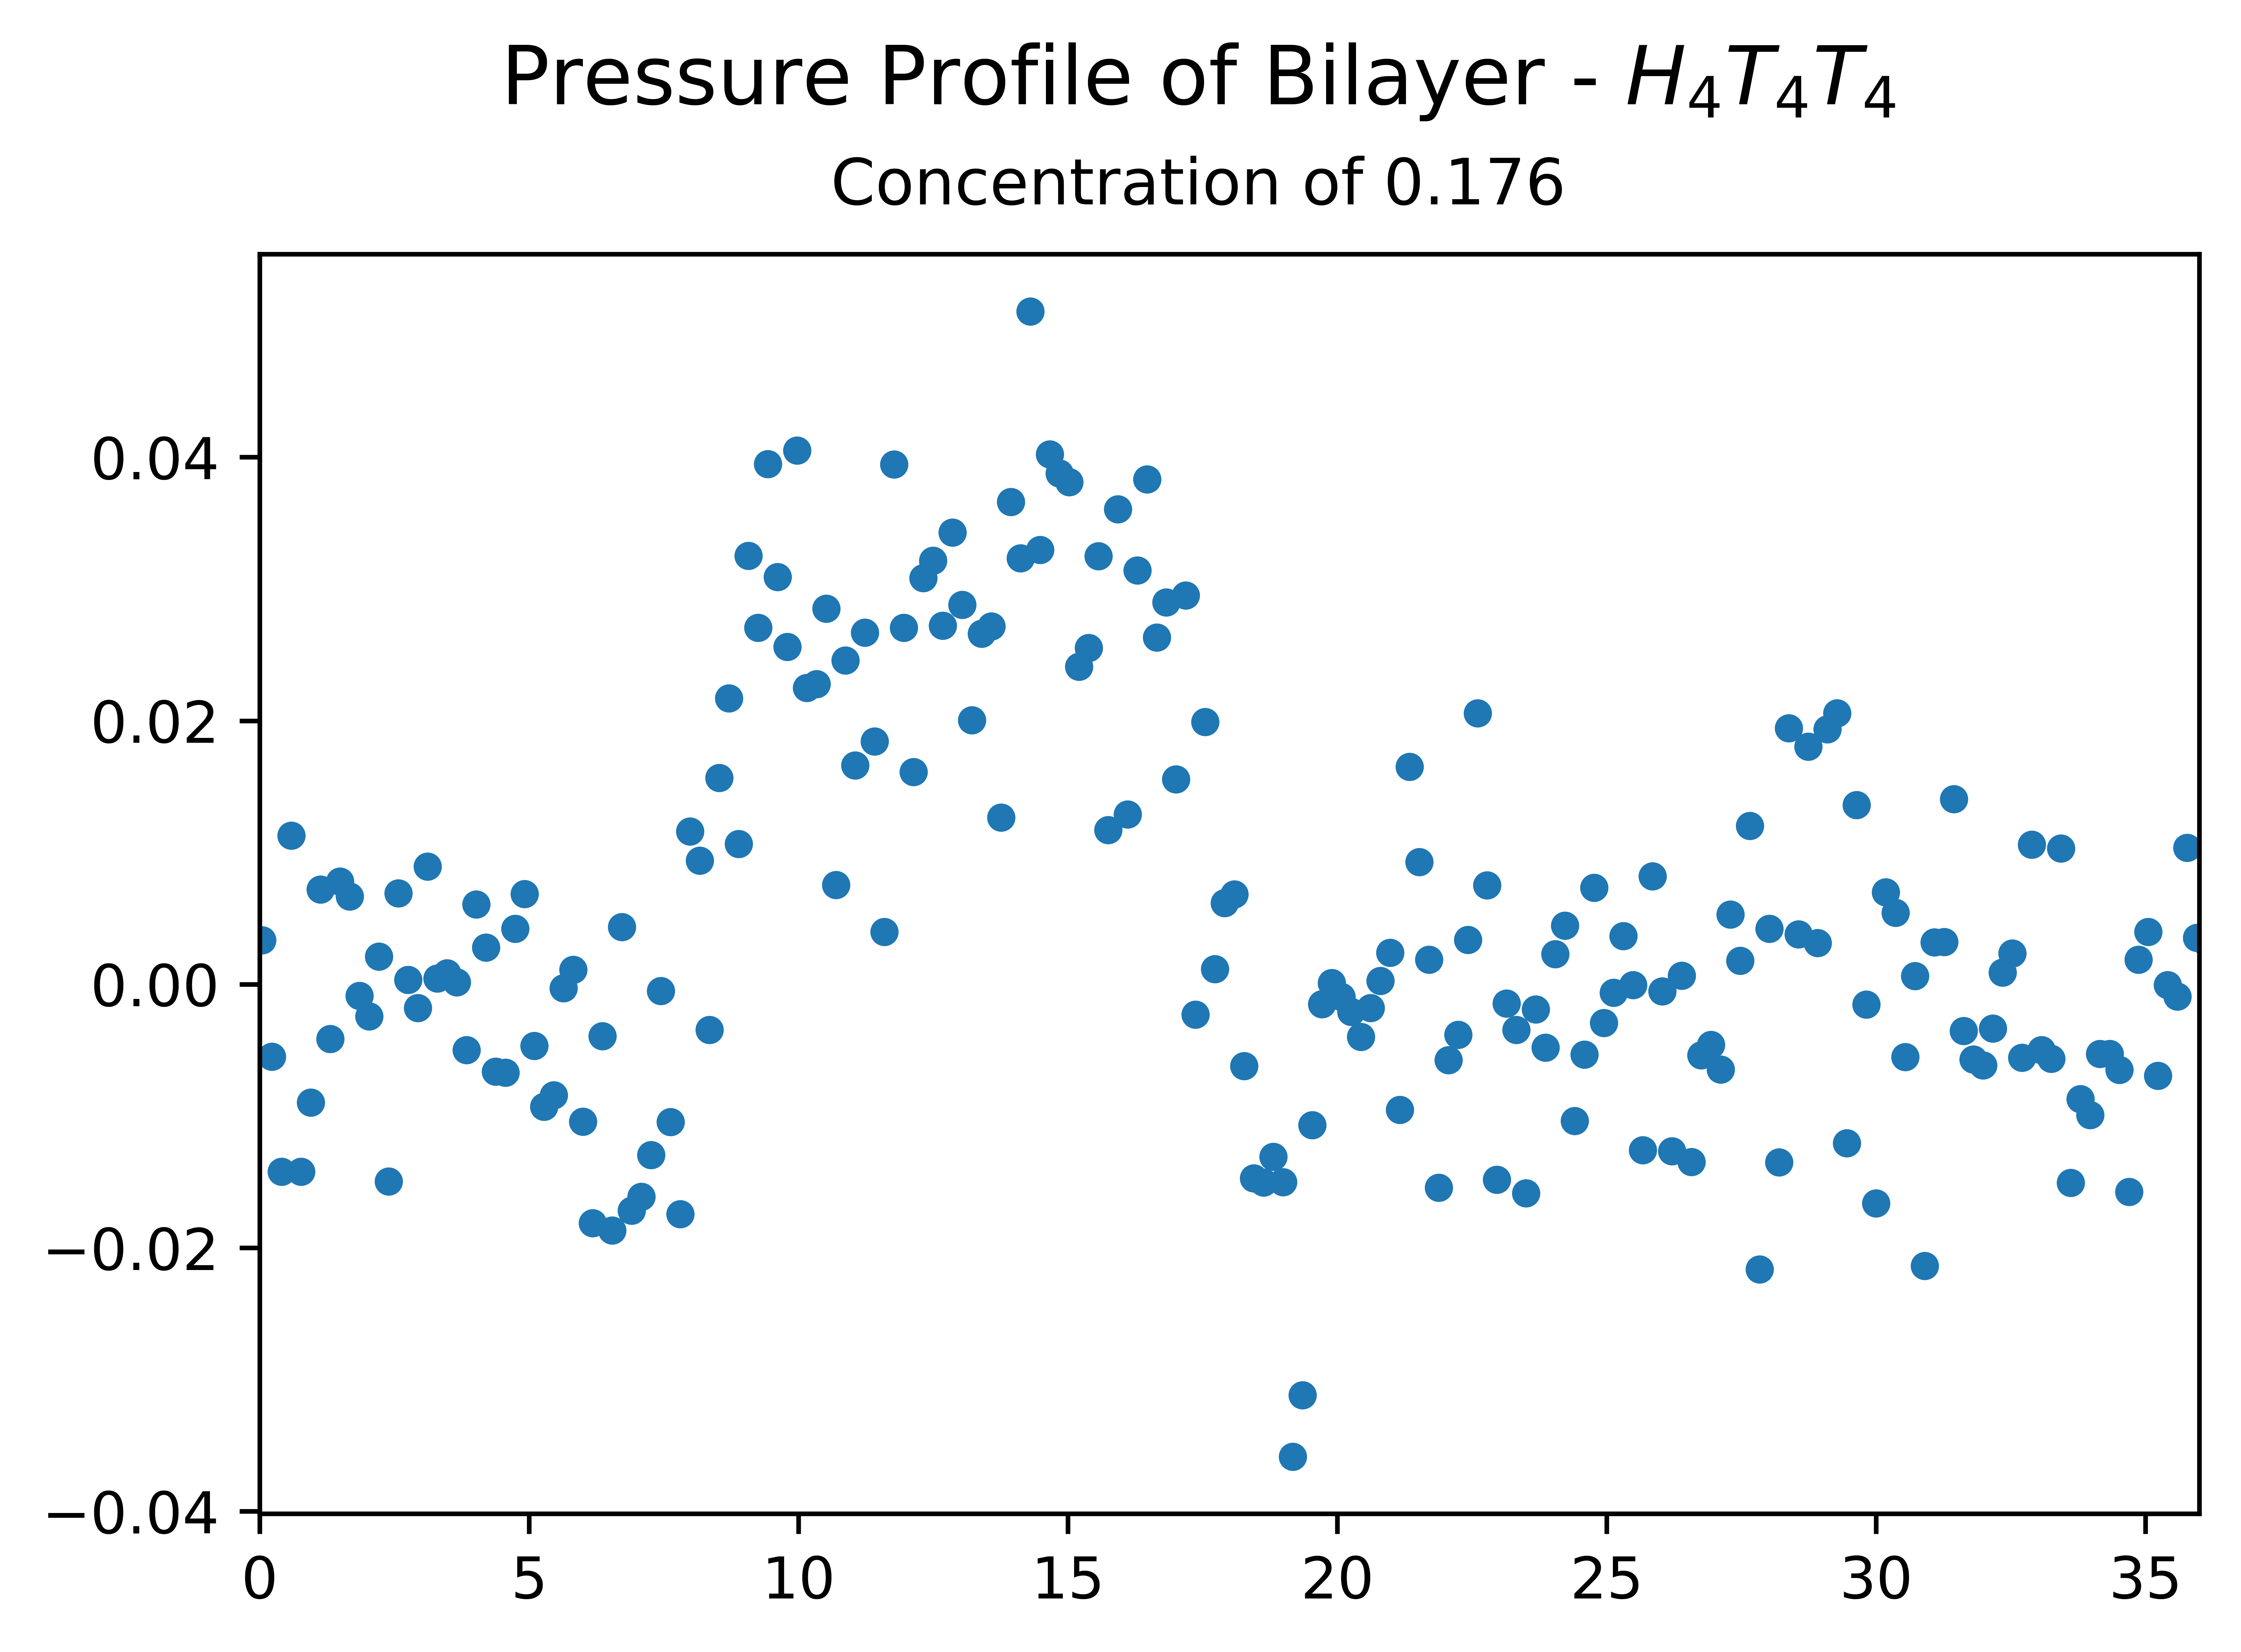 Pressure Profile of Bilayer - H₄T₄T₄
Concentration of 0.176
0.04
0.02
0.00
−0.02
−0.04
0 5 10 15 20 25 30 35